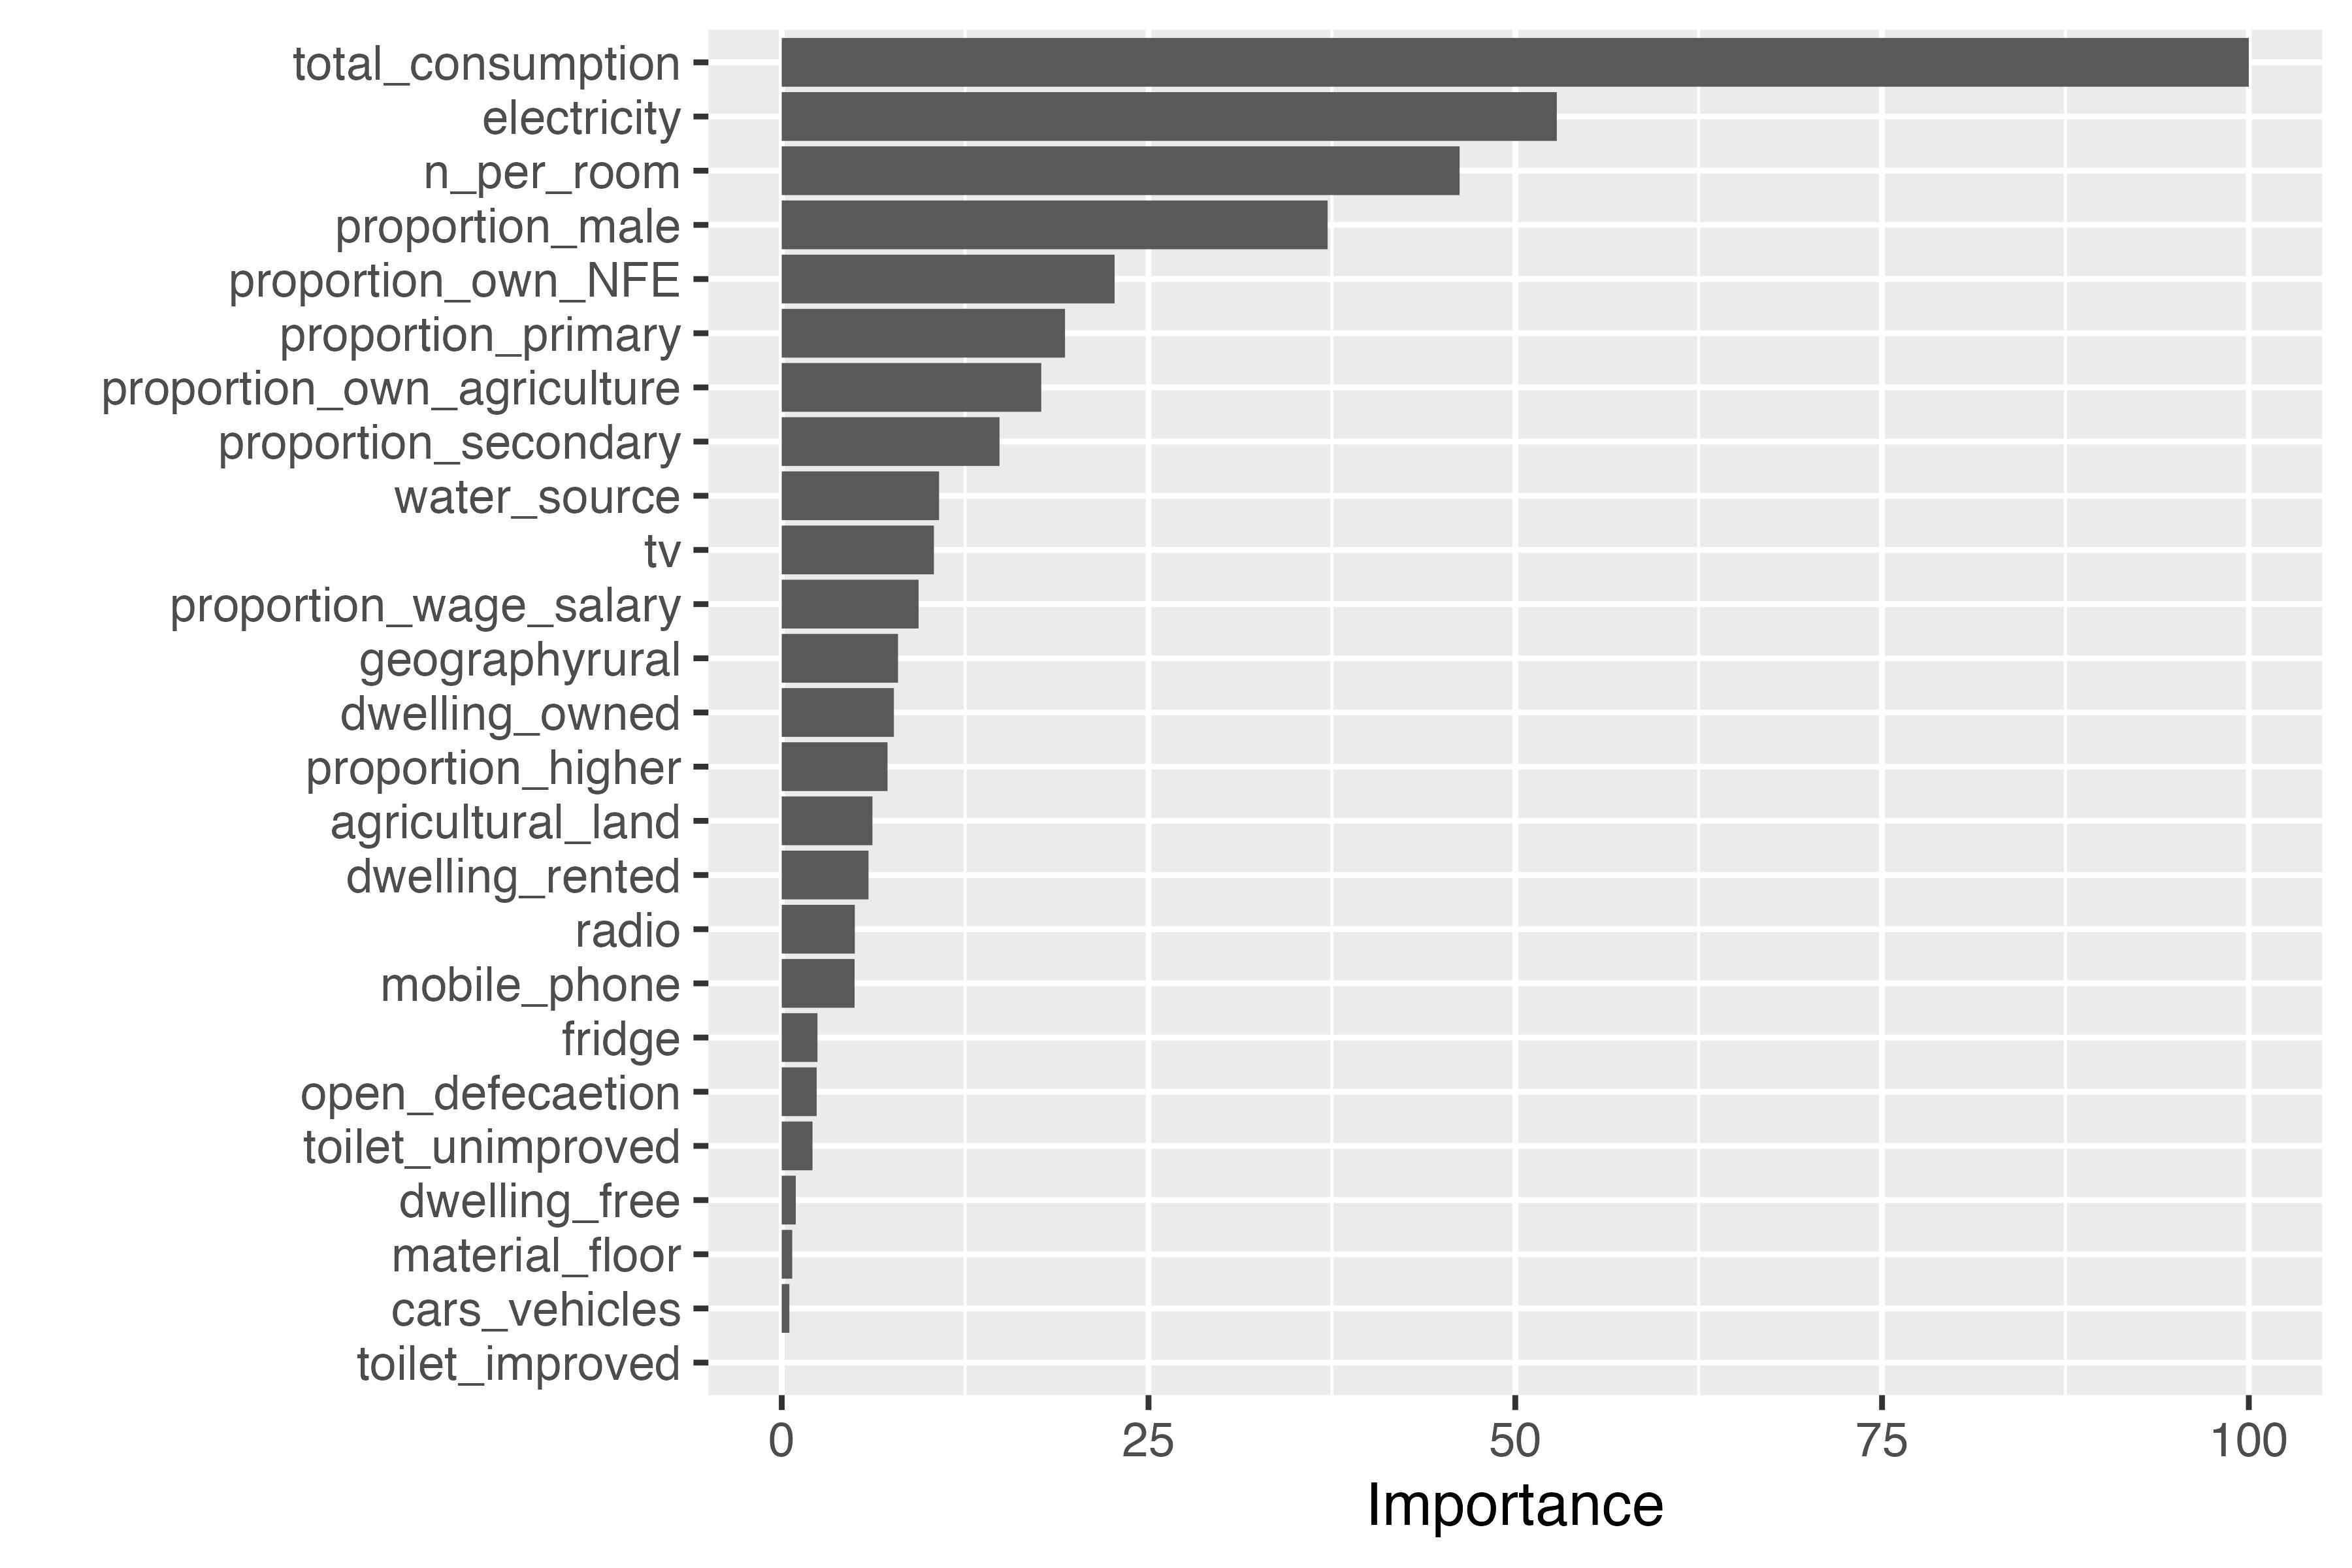 total_consumption
electricity
n_per_room
proportion_male
proportion_own_NFE
proportion_primary
proportion_own_agriculture
proportion_secondary
water_source
tv
proportion_wage_salary
geographyrural
dwelling_owned
proportion_higher
agricultural_land
dwelling_rented
radio
mobile_phone
fridge
open_defecaetion
toilet_unimproved
dwelling_free
material_floor
cars_vehicles
toilet_improved
0 25 50 75 100
Importance